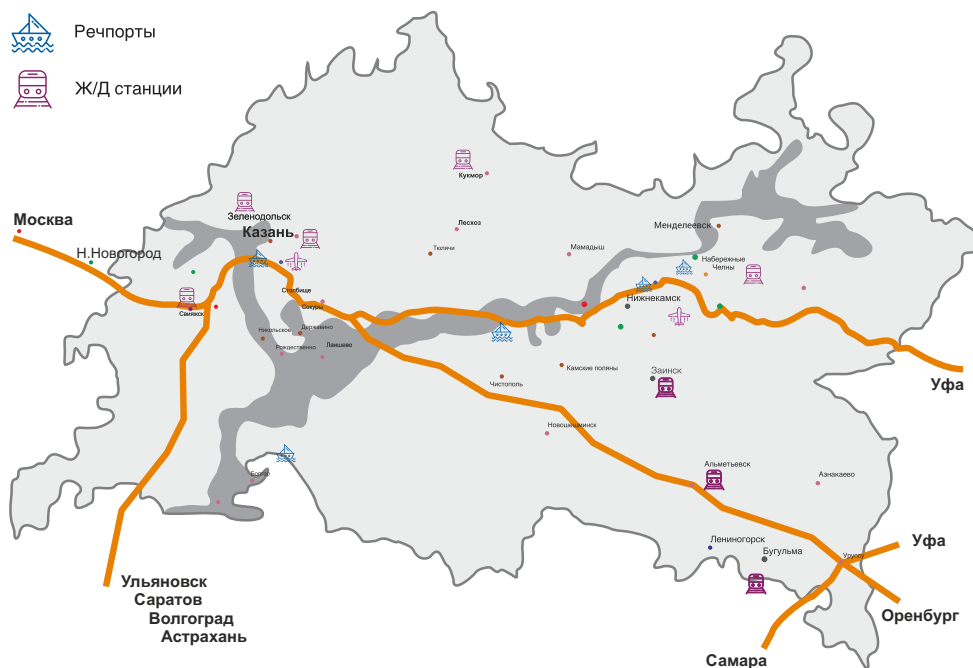 Речпорты
Ж/Д станции
Кукмор
Москва
Зеленодольск
Казань
Лесхоз
Менделеевск
Н.Новогород
Тюлячи
Мамадыш
Набережные
Челны
Столбище
Свияжск
Сокуры
Нижнекамск
Никольское
Державино
Рождественно
Лаишево
Камские поляны
Заинск
Уфа
Чистополь
Новошешминск
Альметьевск
Азнакаево
Болгар
Лениногорск
Бугульма
Уруссу
Уфа
Ульяновск
Саратов
Волгоград
Астрахань
Оренбург
Самара